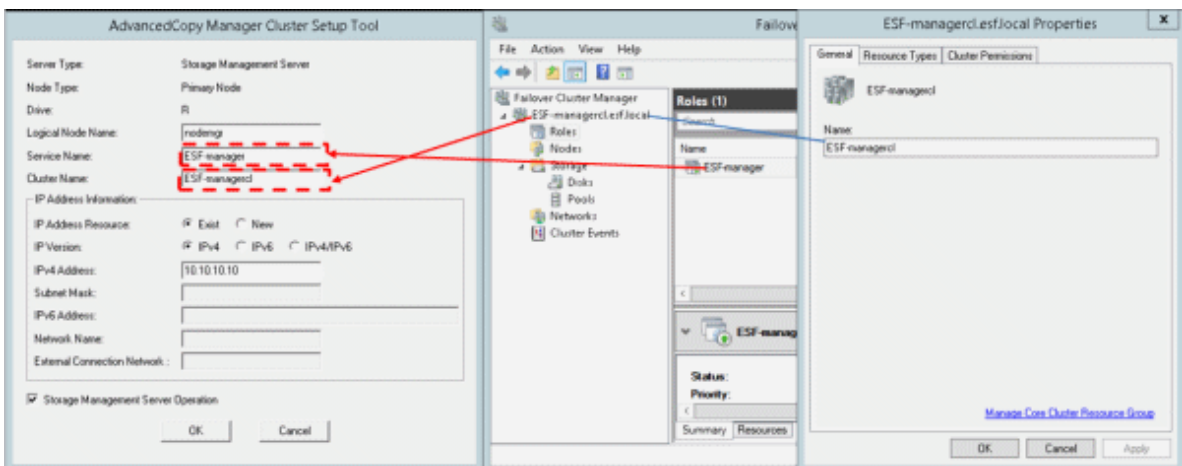 AdvancedCopy Manager Cluster Setup Tool
Server Type: Storage Management Server
Node Type: Primary Node
Drive: R
Logical Node Name: nodemgr
Service Name: ESF-manager
Cluster Name: ESF-managercl
IP Address Information:
IP Address Resource: Exist New
IP Version: IPv4 IPv6 IPv4/IPv6
IPv4 Address: 10.10.10.10
Subnet Mask:
IPv6 Address:
Network Name:
External Connection Network :
Storage Management Server Operation
OK Cancel
Failove
File Action View Help
Failover Cluster Manager
ESF-managercl.esf.local
Roles
Nodes
Storage
Disks
Pools
Networks
Cluster Events
Roles (1)
Search
Name
ESF-manager
ESF-manag
Status:
Priority:
Summary Resources
ESF-managercl.esf.local Properties
x
General Resource Types Cluster Permissions
ESF-managercl
Name:
ESF-managercl
Manage Core Cluster Resource Group
OK Cancel Apply